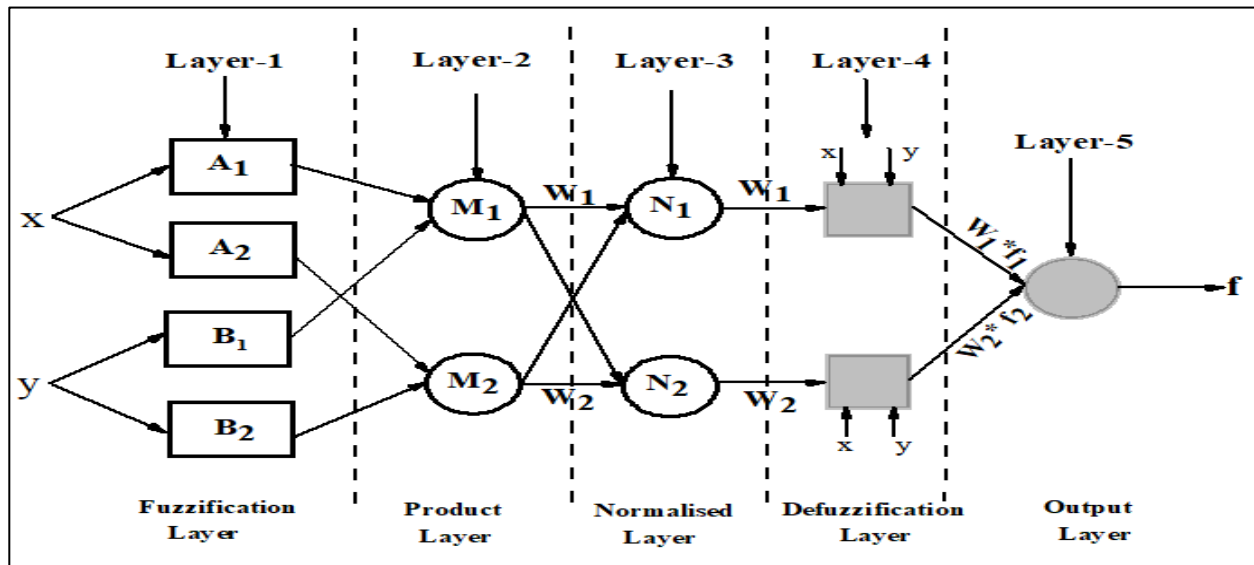 Layer-1
Layer-2
Layer-3
Layer-4
Layer-5
x
y
A1
A2
B1
B2
M1
M2
W1
W2
N1
N2
W1
W2
x y
x y
W1*f1
W2* f2
f
Fuzzification
Layer
Product
Layer
Normalised
Layer
Defuzzification
Layer
Output
Layer